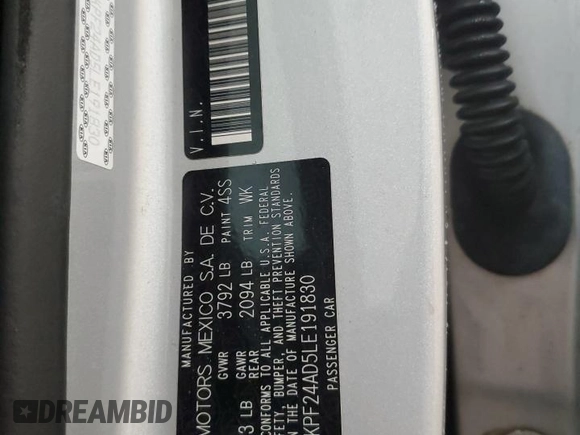 MANUFACTURED BY
MOTORS MEXICO S.A. DE C.V.
GVWR 3792 LB PAINT 4SS
GAWR
3 LB REAR 2094 LB TRIM WK
CONFORMS TO ALL APPLICABLE U.S.A. FEDERAL
SAFETY, BUMPER, AND THEFT PREVENTION STANDARDS
ON THE DATE OF MANUFACTURE SHOWN ABOVE.
KPF24AD5LE191830
PASSENGER CAR
V.I.N.
DREAMBID